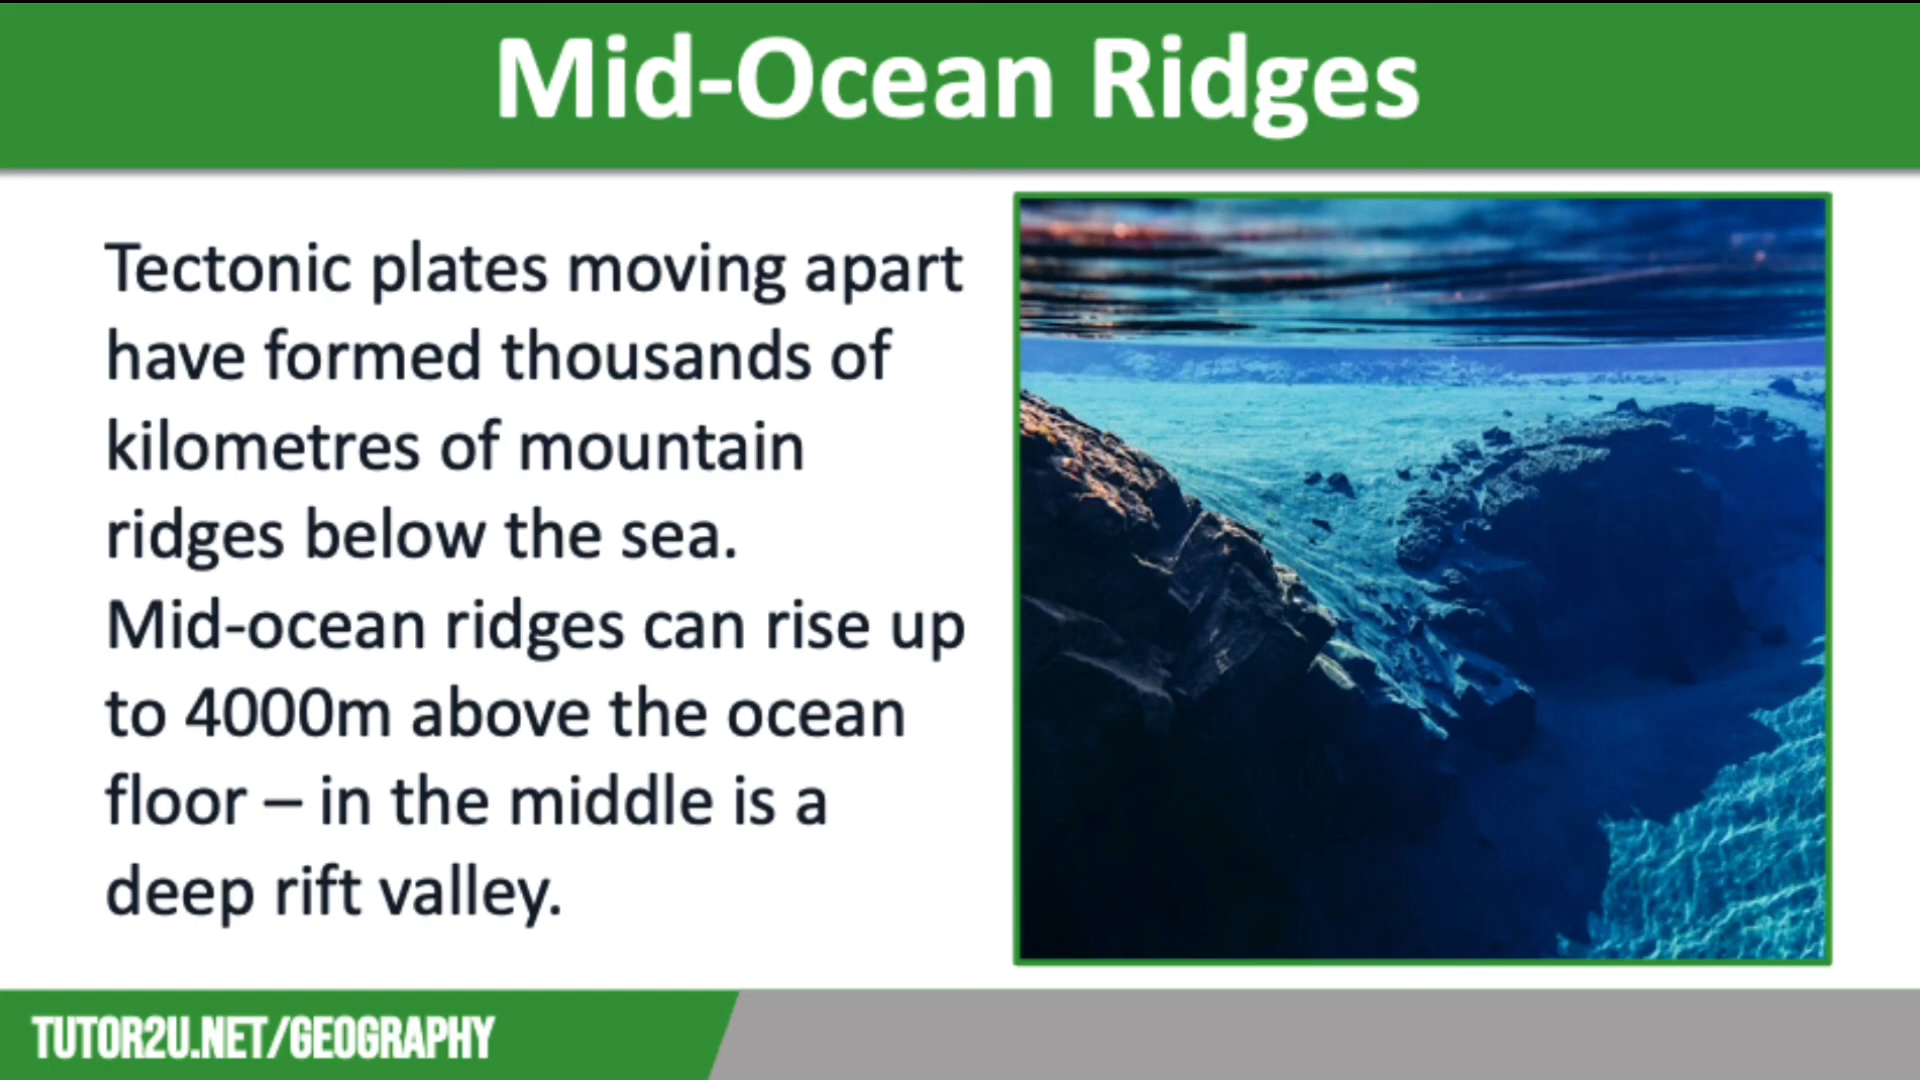 Mid-Ocean Ridges
Tectonic plates moving apart
have formed thousands of
kilometres of mountain
ridges below the sea.
Mid-ocean ridges can rise up
to 4000m above the ocean
floor – in the middle is a
deep rift valley.
TUTOR2U.NET/GEOGRAPHY